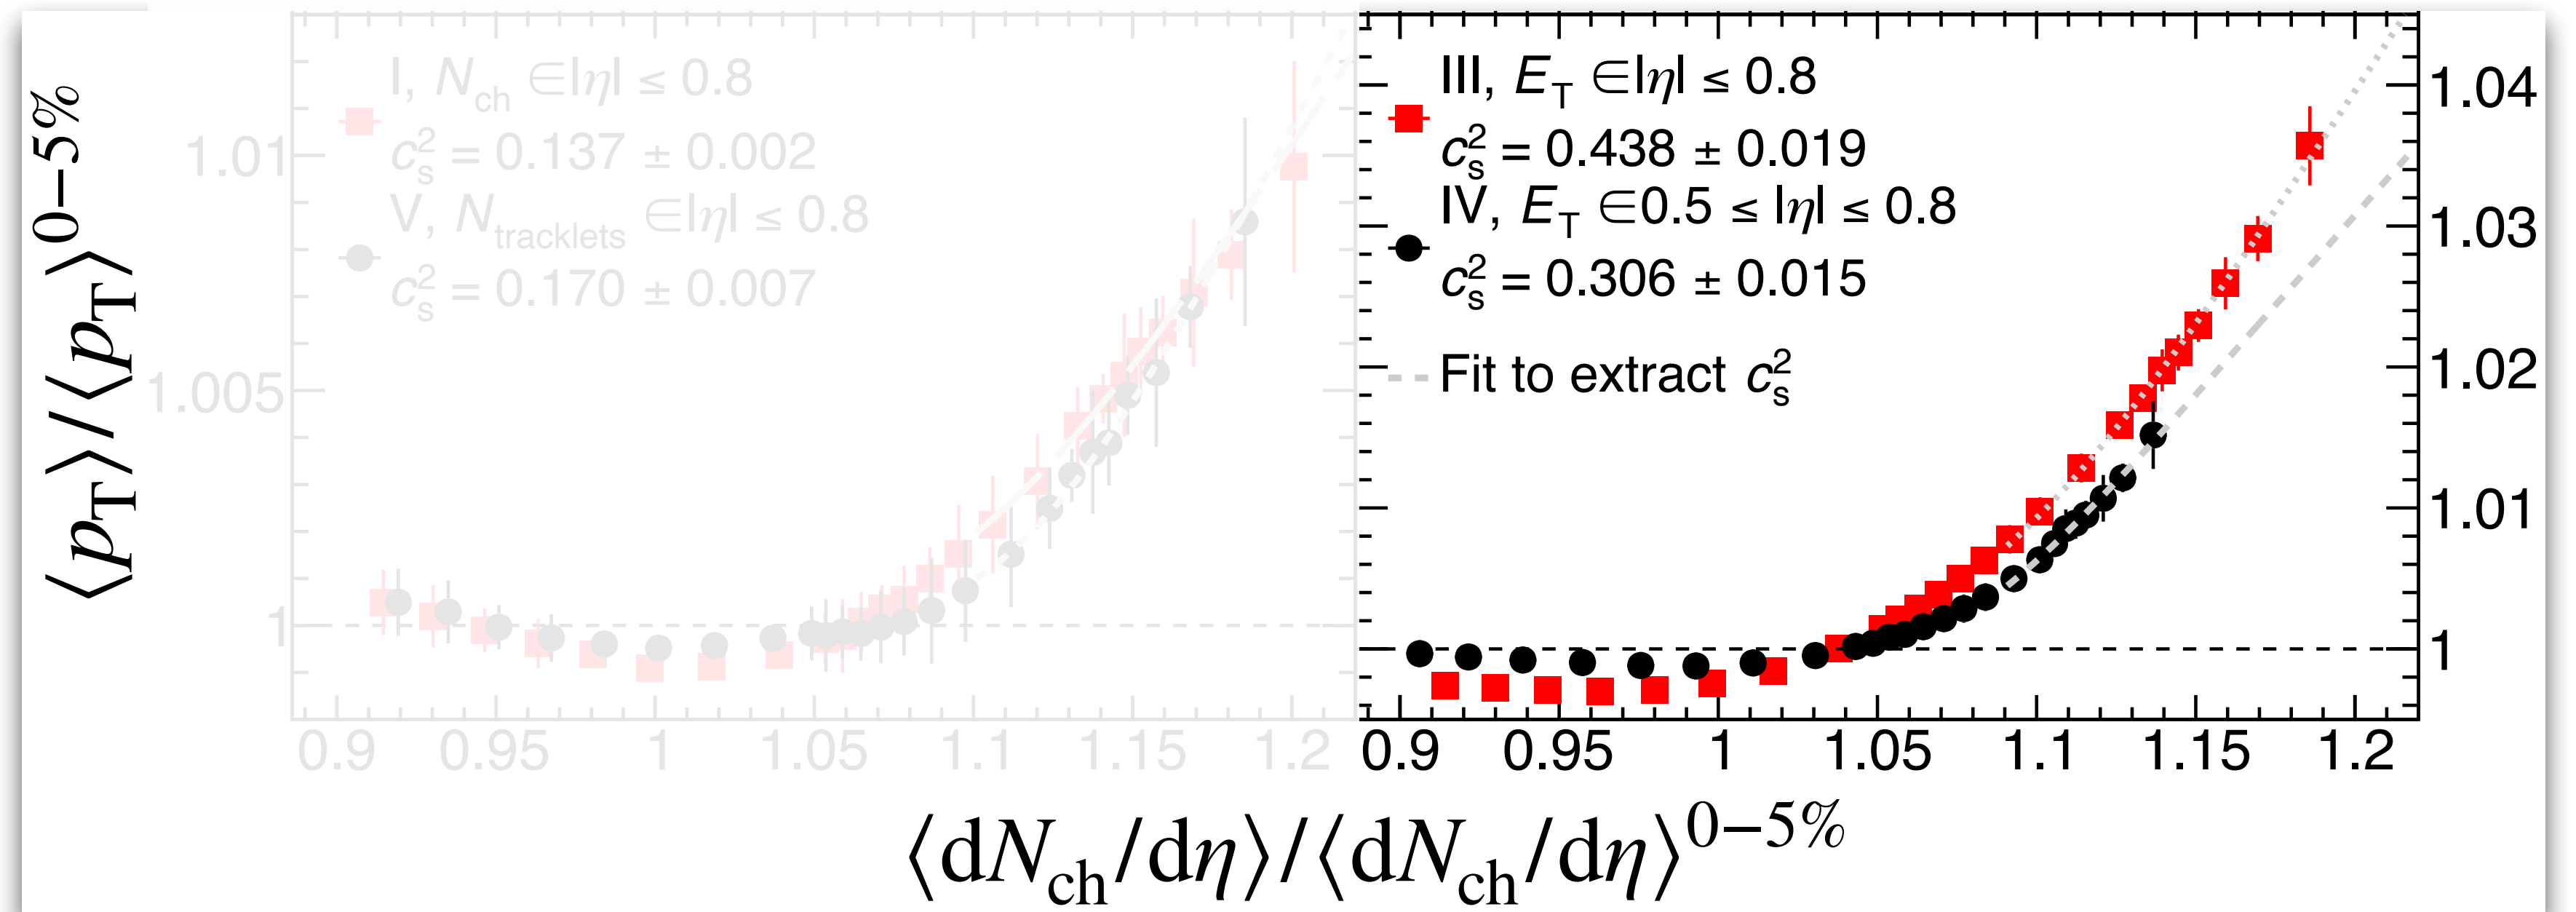 ⟨p_T⟩/⟨p_T⟩^{0–5%}
I, N_ch ∈|η| ≤ 0.8
c_s^2 = 0.137 ± 0.002
V, N_tracklets ∈|η| ≤ 0.8
c_s^2 = 0.170 ± 0.007
1.01
1.005
1
0.9 0.95 1 1.05 1.1 1.15 1.2
III, E_T ∈|η| ≤ 0.8
c_s^2 = 0.438 ± 0.019
IV, E_T ∈0.5 ≤ |η| ≤ 0.8
c_s^2 = 0.306 ± 0.015
Fit to extract c_s^2
1.04
1.03
1.02
1.01
1
0.9 0.95 1 1.05 1.1 1.15 1.2
⟨dN_ch/dη⟩/⟨dN_ch/dη⟩^{0–5%}